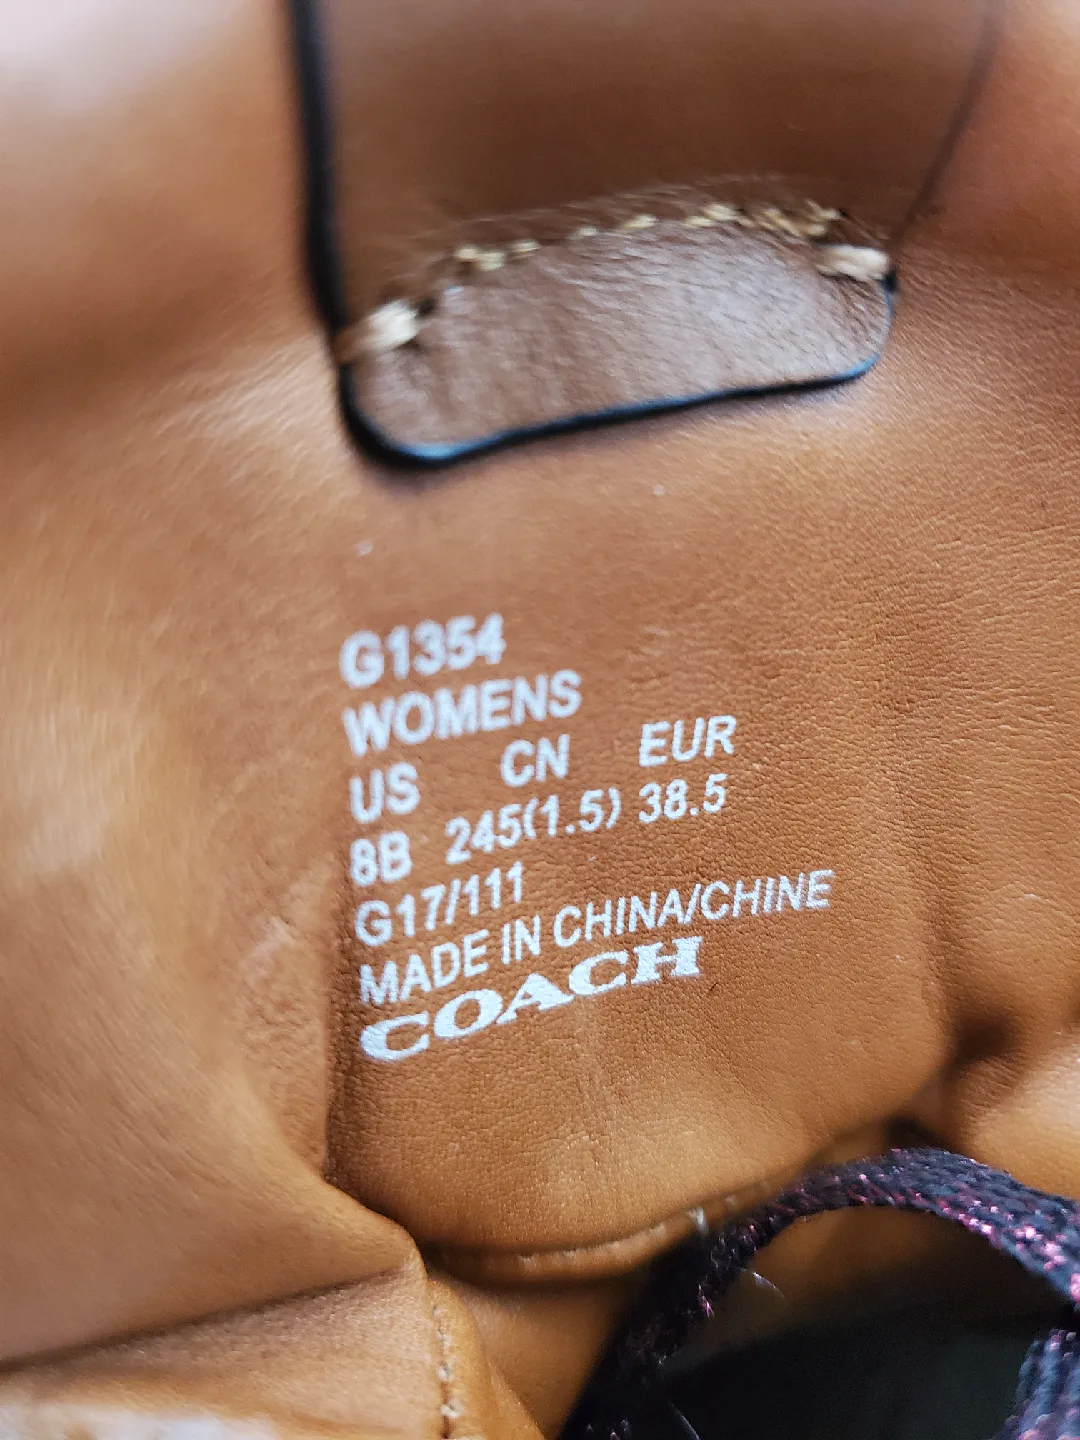 G1354
WOMENS
US CN EUR
8B 245(1.5) 38.5
G17/111
MADE IN CHINA/CHINE
COACH